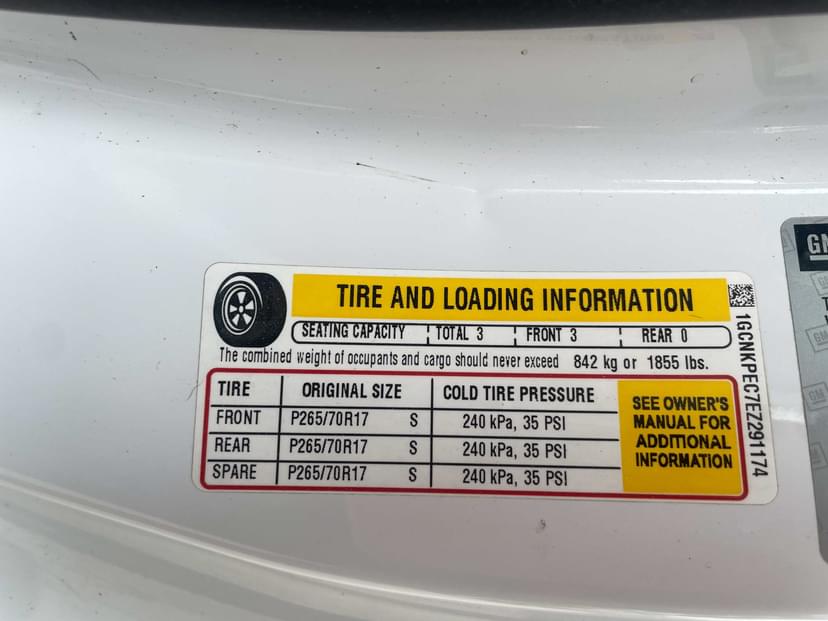 TIRE AND LOADING INFORMATION
SEATING CAPACITY TOTAL 3 FRONT 3 REAR 0
The combined weight of occupants and cargo should never exceed 842 kg or 1855 lbs.
TIRE ORIGINAL SIZE COLD TIRE PRESSURE
FRONT P265/70R17 S 240 kPa, 35 PSI
REAR P265/70R17 S 240 kPa, 35 PSI
SPARE P265/70R17 S 240 kPa, 35 PSI
SEE OWNER'S
MANUAL FOR
ADDITIONAL
INFORMATION
1GCNKPEC7EZ291174
GM